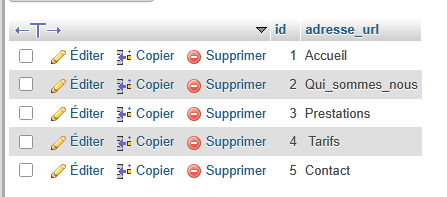 id adresse_url
Éditer Copier Supprimer 1 Accueil
Éditer Copier Supprimer 2 Qui_sommes_nous
Éditer Copier Supprimer 3 Prestations
Éditer Copier Supprimer 4 Tarifs
Éditer Copier Supprimer 5 Contact